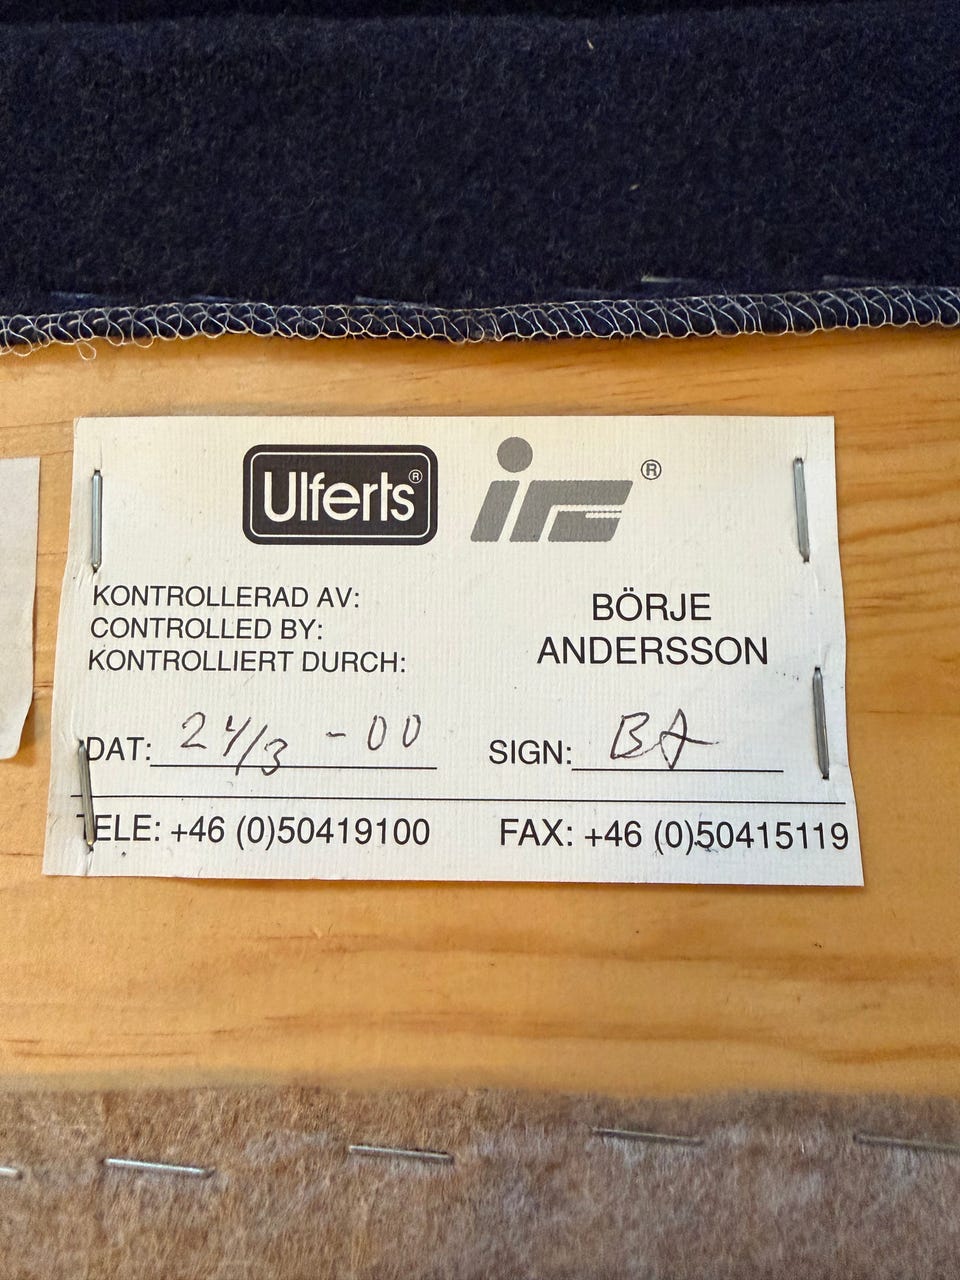 Ulferts®
ire®
KONTROLLERAD AV:
CONTROLLED BY:
KONTROLLIERT DURCH:
BÖRJE
ANDERSSON
DAT: 24/3 - 00
SIGN: BA
TELE: +46 (0)50419100
FAX: +46 (0)50415119